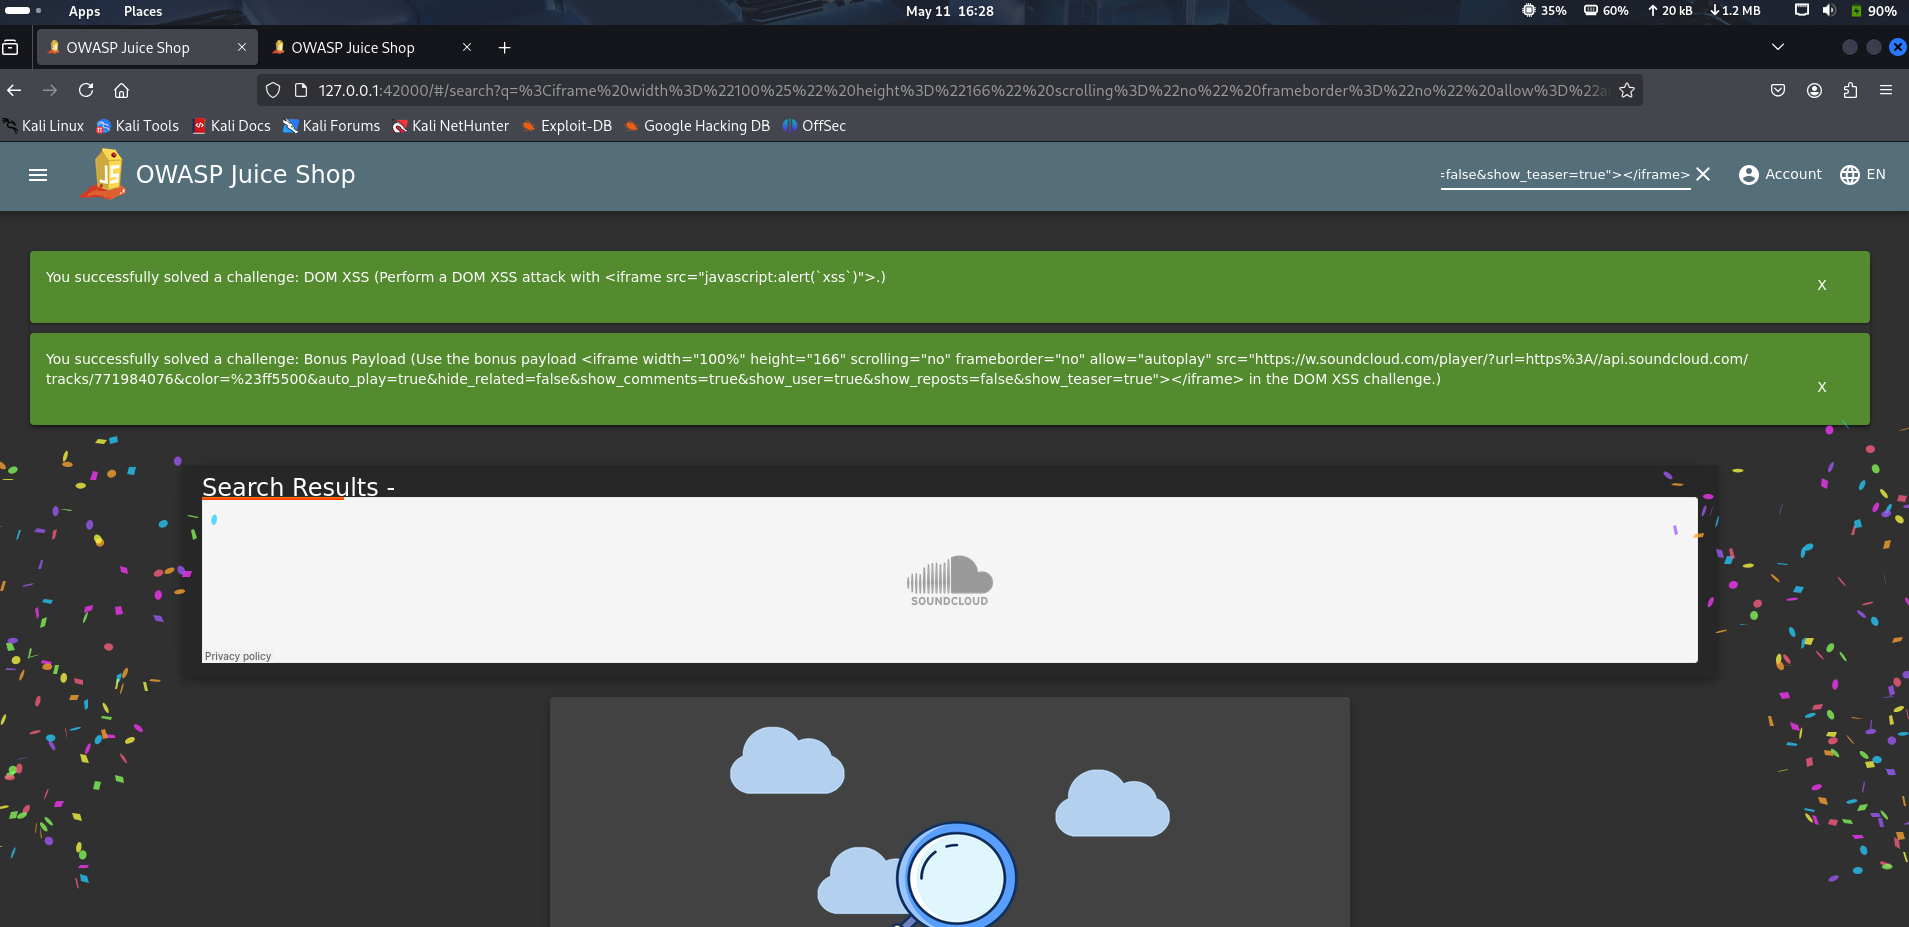 Apps Places May 11 16:28 35% 60% 20 kB 1.2 MB 90%
OWASP Juice Shop OWASP Juice Shop
127.0.0.1:42000/#/search?q=%3Ciframe%20width%3D%22100%25%22%20height%3D%22166%22%20scrolling%3D%22no%22%20frameborder%3D%22no%22%20allow%3D%22a
Kali Linux Kali Tools Kali Docs Kali Forums Kali NetHunter Exploit-DB Google Hacking DB OffSec
JS OWASP Juice Shop =false&show_teaser=true"></iframe> Account EN
You successfully solved a challenge: DOM XSS (Perform a DOM XSS attack with <iframe src="javascript:alert(`xss`)">.)
X
You successfully solved a challenge: Bonus Payload (Use the bonus payload <iframe width="100%" height="166" scrolling="no" frameborder="no" allow="autoplay" src="https://w.soundcloud.com/player/?url=https%3A//api.soundcloud.com/
tracks/771984076&color=%23ff5500&auto_play=true&hide_related=false&show_comments=true&show_user=true&show_reposts=false&show_teaser=true"></iframe> in the DOM XSS challenge.)
X
Search Results -
SOUNDCLOUD
Privacy policy